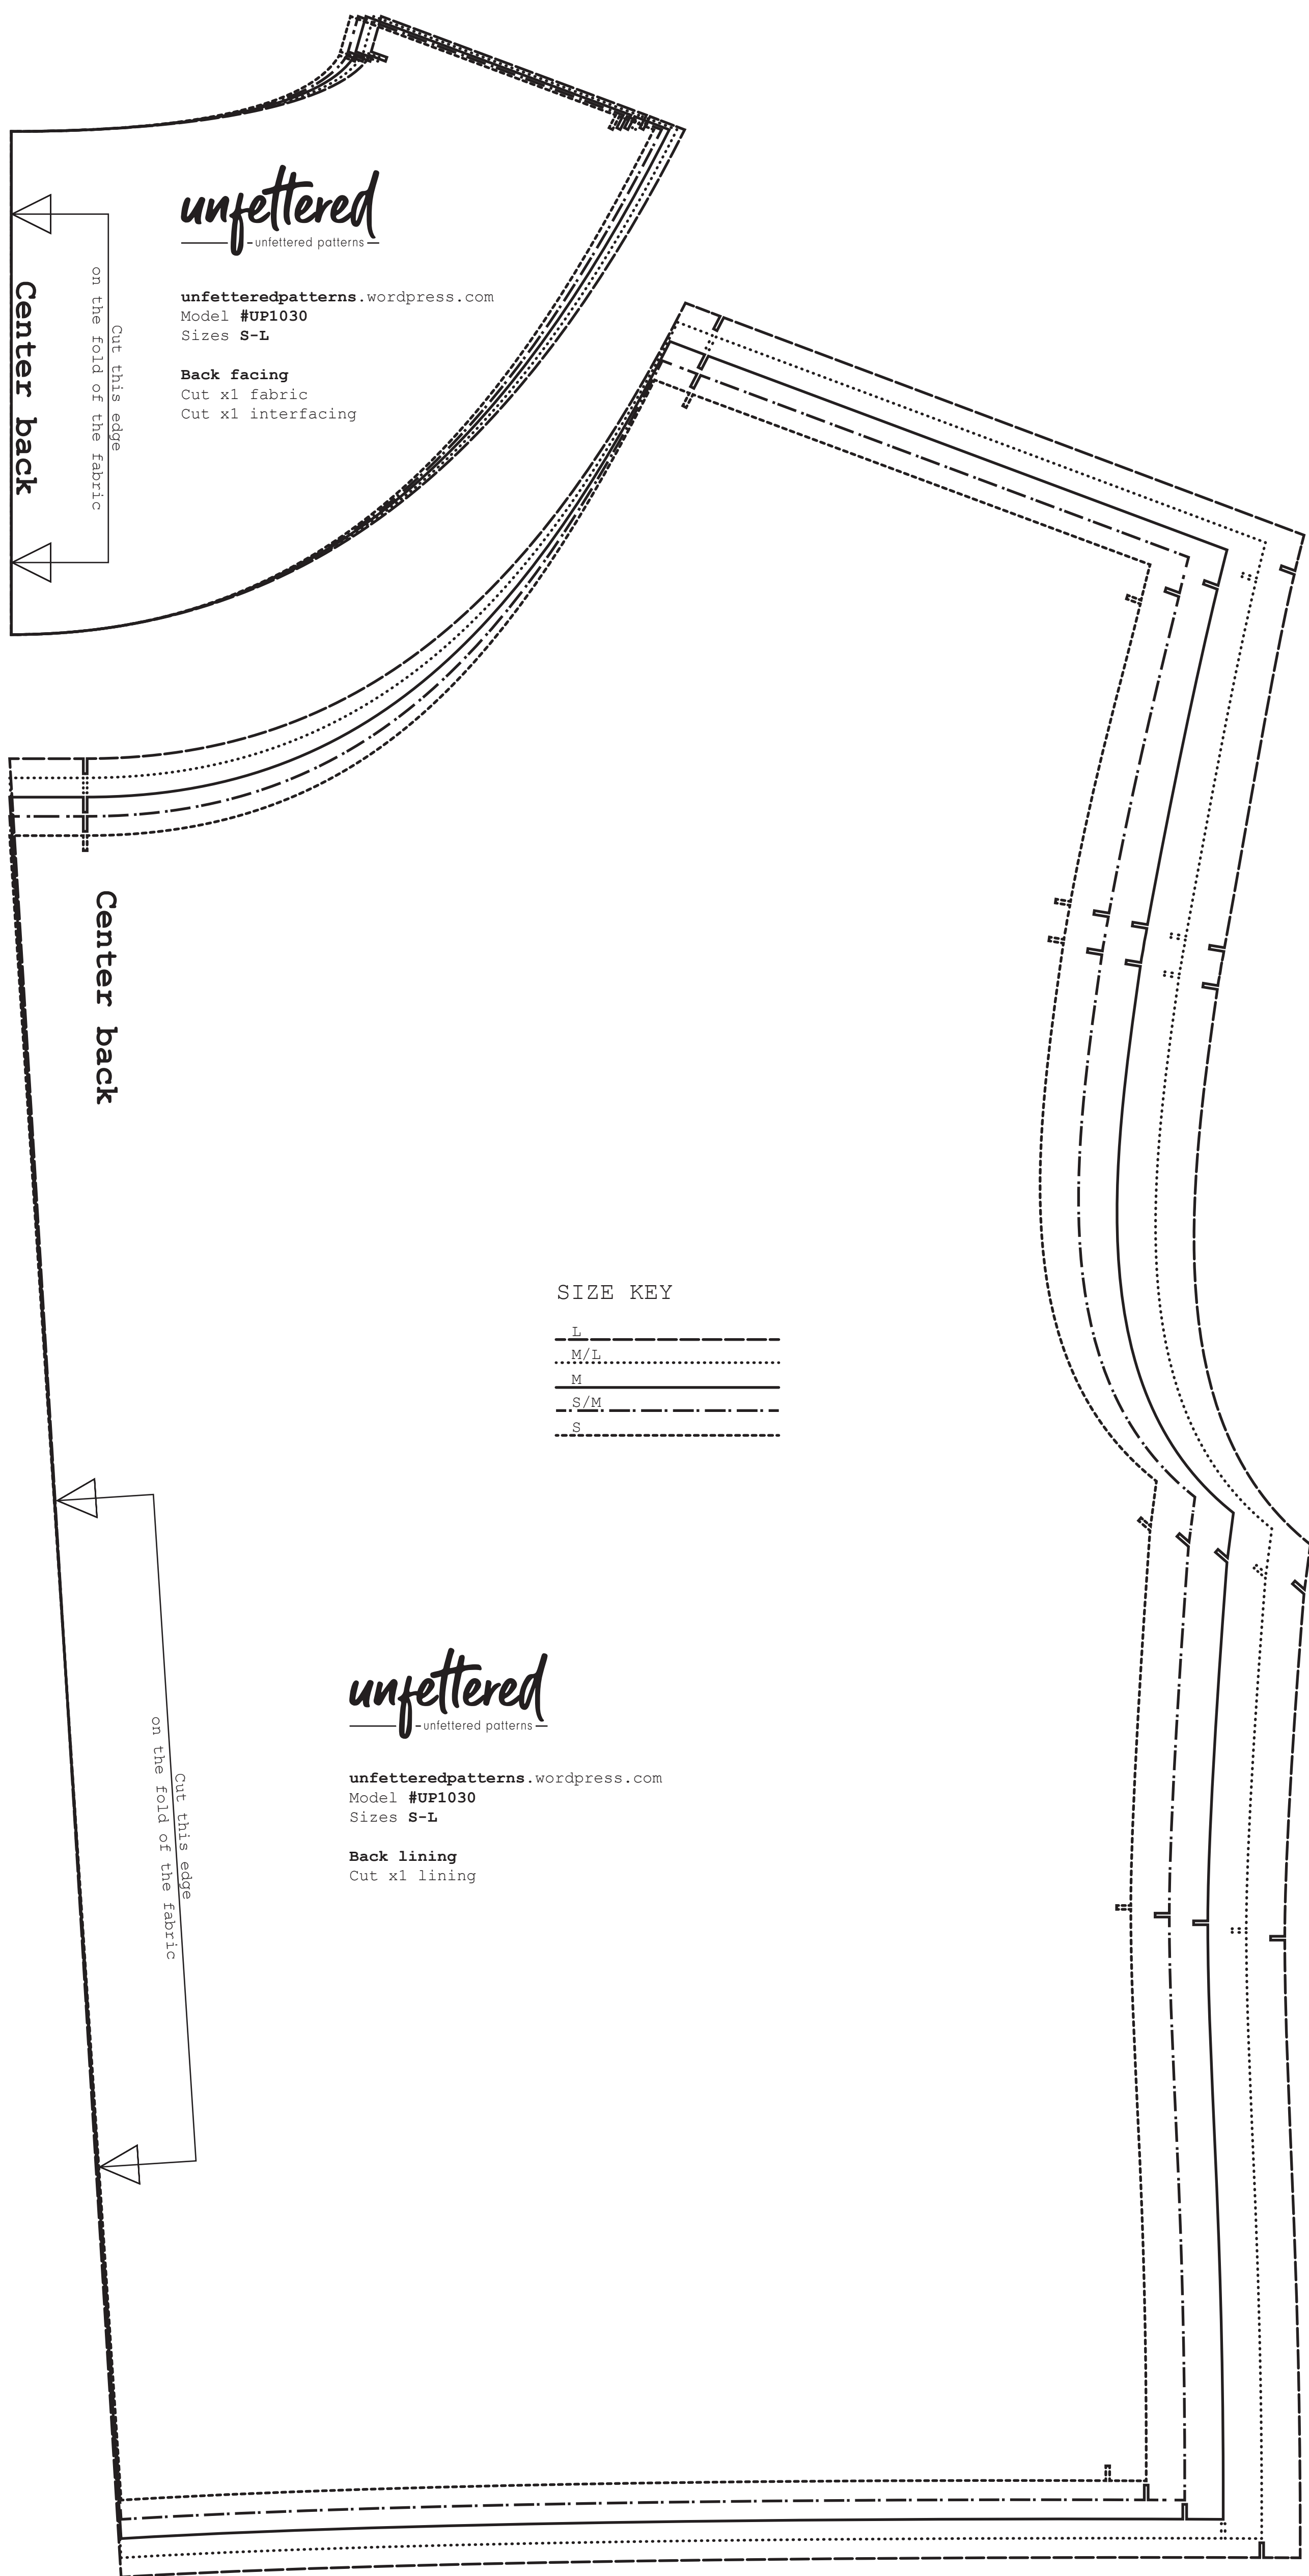 unfettered
unfettered patterns
unfetteredpatterns.wordpress.com
Model #UP1030
Sizes S-L
Back facing
Cut x1 fabric
Cut x1 interfacing
Cut this edge
on the fold of the fabric
Center back
Center back
SIZE KEY
L
M/L
M
S/M
S
unfettered
unfettered patterns
unfetteredpatterns.wordpress.com
Model #UP1030
Sizes S-L
Back lining
Cut x1 lining
Cut this edge
on the fold of the fabric